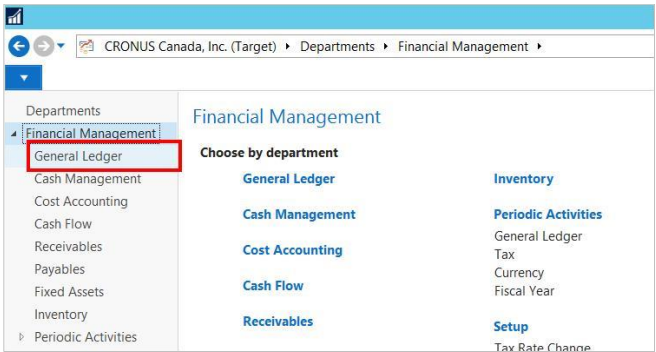 CRONUS Canada, Inc. (Target) ▸ Departments ▸ Financial Management ▸
Departments
Financial Management
General Ledger
Cash Management
Cost Accounting
Cash Flow
Receivables
Payables
Fixed Assets
Inventory
Periodic Activities
Financial Management
Choose by department
General Ledger
Cash Management
Cost Accounting
Cash Flow
Receivables
Inventory
Periodic Activities
General Ledger
Tax
Currency
Fiscal Year
Setup
Tax Rate Change